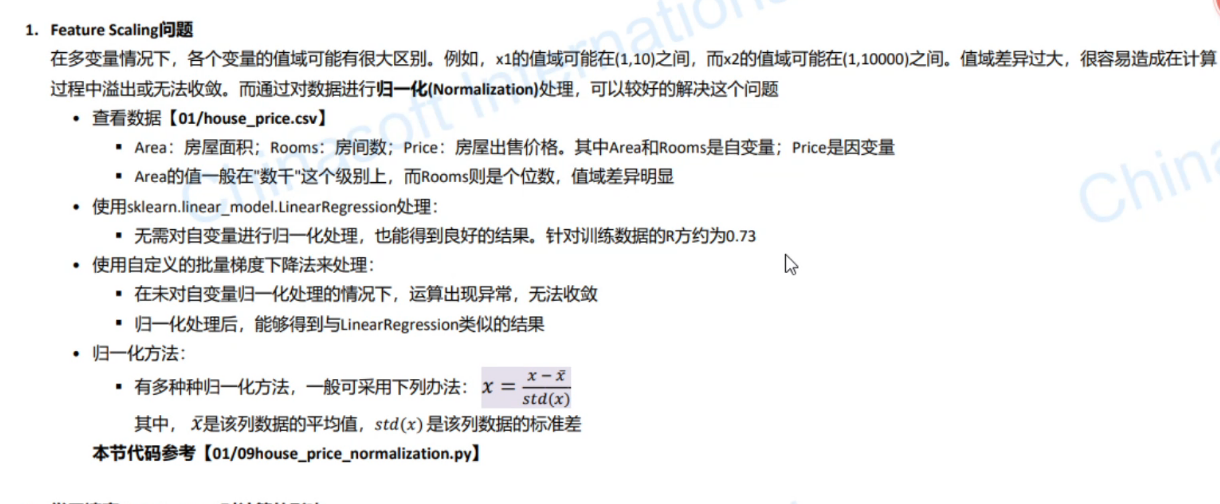 1. Feature Scaling问题
在多变量情况下，各个变量的值域可能有很大区别。例如，x1的值域可能在(1,10)之间，而x2的值域可能在(1,10000)之间。值域差异过大，很容易造成在计算
过程中溢出或无法收敛。而通过对数据进行归一化(Normalization)处理，可以较好的解决这个问题
• 查看数据【01/house_price.csv】
▪ Area：房屋面积；Rooms：房间数；Price：房屋出售价格。其中Area和Rooms是自变量；Price是因变量
▪ Area的值一般在"数千"这个级别上，而Rooms则是个位数，值域差异明显
• 使用sklearn.linear_model.LinearRegression处理：
▪ 无需对自变量进行归一化处理，也能得到良好的结果。针对训练数据的R方约为0.73
• 使用自定义的批量梯度下降法来处理：
▪ 在未对自变量归一化处理的情况下，运算出现异常，无法收敛
▪ 归一化处理后，能够得到与LinearRegression类似的结果
• 归一化方法：
▪ 有多种种归一化方法，一般可采用下列办法：x = (x − x̄) / std(x)
其中，x̄是该列数据的平均值，std(x)是该列数据的标准差
本节代码参考【01/09house_price_normalization.py】
Chinasoft International
China